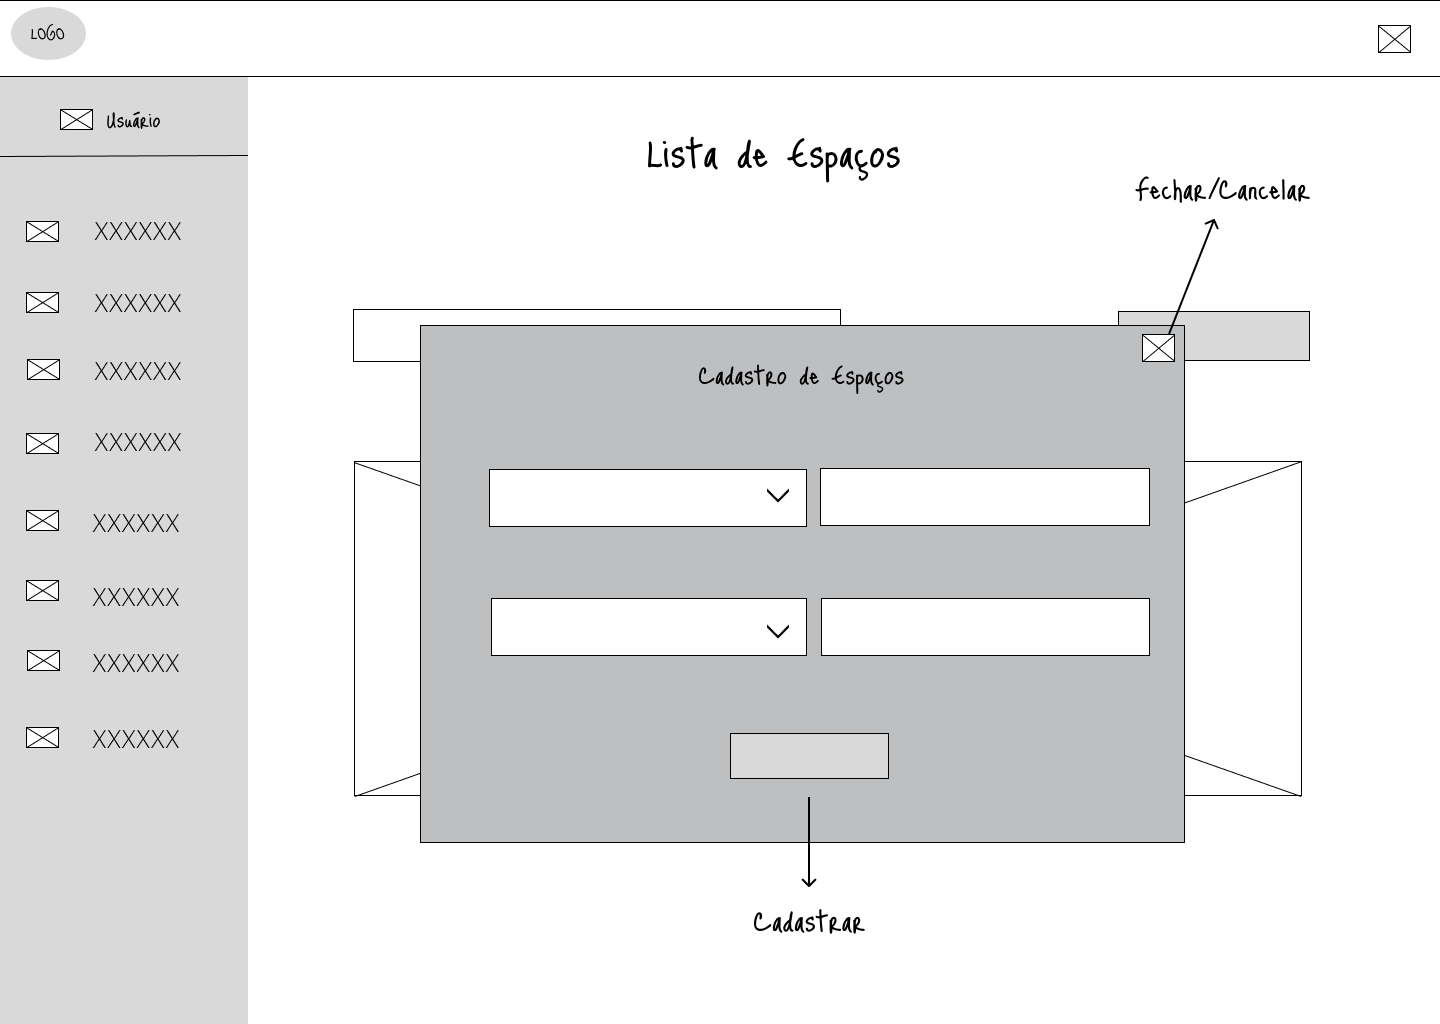 LOGO
Usuário
Lista de Espaços
Fechar/Cancelar
XXXXXX
XXXXXX
XXXXXX
Cadastro de Espaços
XXXXXX
XXXXXX
XXXXXX
XXXXXX
XXXXXX
Cadastrar